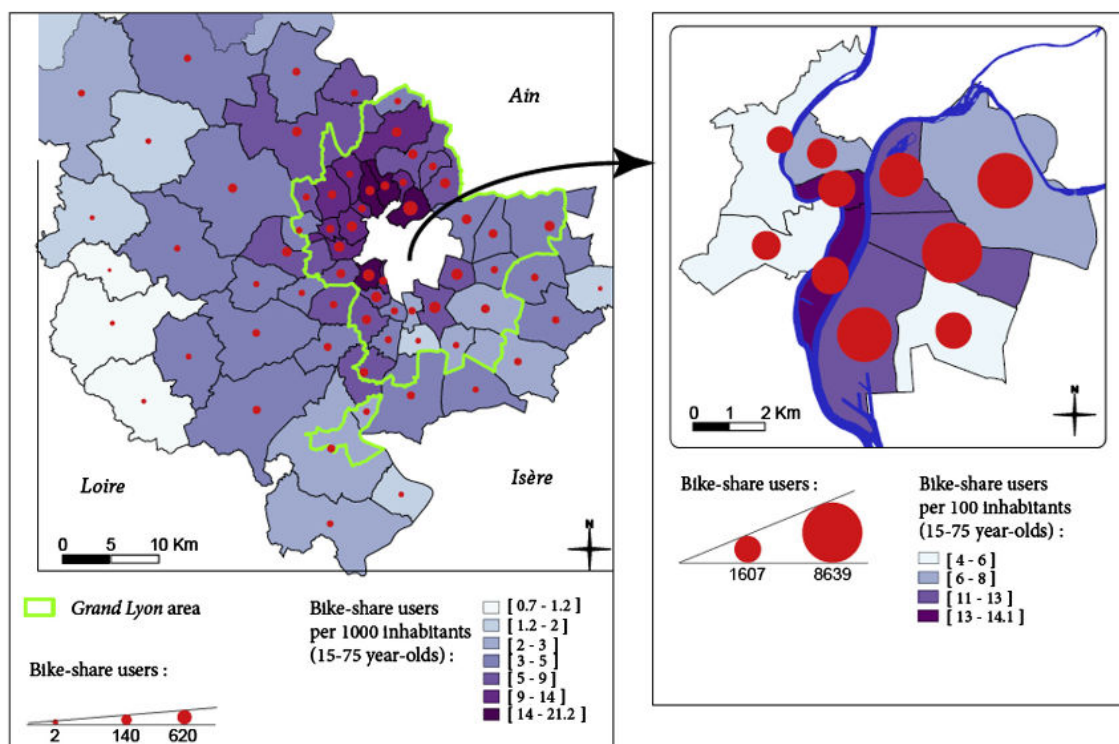 Ain
Loire
Isère
N
0 5 10 Km
Grand Lyon area
Bike-share users :
2 140 620
Bike-share users
per 1000 inhabitants
(15-75 year-olds) :
[ 0.7 - 1.2 ]
[ 1.2 - 2 ]
[ 2 - 3 ]
[ 3 - 5 ]
[ 5 - 9 ]
[ 9 - 14 ]
[ 14 - 21.2 ]
0 1 2 Km
N
Bike-share users :
1607 8639
Bike-share users
per 100 inhabitants
(15-75 year-olds) :
[ 4 - 6 ]
[ 6 - 8 ]
[ 11 - 13 ]
[ 13 - 14.1 ]